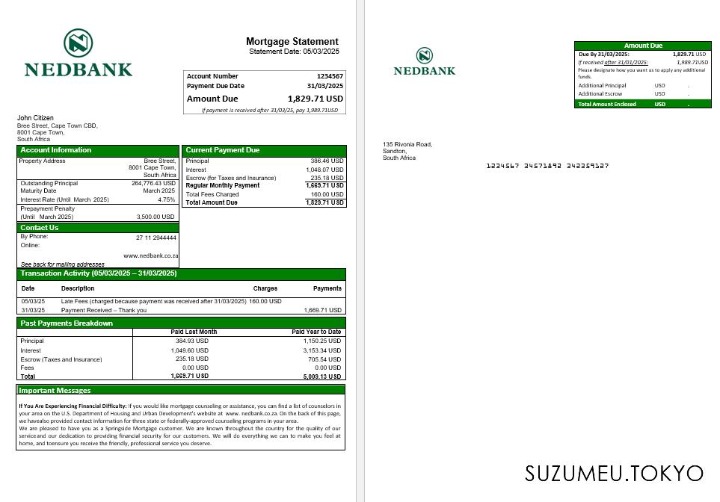 NEDBANK
Mortgage Statement
Statement Date: 05/03/2025
Account Number 1234567
Payment Due Date 31/03/2025
Amount Due 1,829.71 USD
If payment is received after 31/03/25, pay 1,989.71USD
John Citizen
Bree Street, Cape Town CBD,
8001 Cape Town,
South Africa
Account Information
Property Address Bree Street,
8001 Cape Town,
South Africa
Outstanding Principal 264,776.43 USD
Maturity Date March 2025
Interest Rate (Until March 2025) 4.75%
Prepayment Penalty
(Until March 2025) 3,500.00 USD
Contact Us
By Phone: 27 11 2944444
Online:
www.nedbank.co.za
See back for mailing addresses
Current Payment Due
Principal 386.46 USD
Interest 1,048.07 USD
Escrow (for Taxes and Insurance) 235.18 USD
Regular Monthly Payment 1,669.71 USD
Total Fees Charged 160.00 USD
Total Amount Due 1,829.71 USD
Transaction Activity (05/03/2025 – 31/03/2025)
Date Description Charges Payments
05/03/25 Late Fees (charged because payment was received after 31/03/2025) 160.00 USD
31/03/25 Payment Received – Thank you 1,669.71 USD
Past Payments Breakdown
Paid Last Month Paid Year to Date
Principal 384.93 USD 1,150.25 USD
Interest 1,049.60 USD 3,153.34 USD
Escrow (Taxes and Insurance) 235.18 USD 705.54 USD
Fees 0.00 USD 0.00 USD
Total 1,669.71 USD 5,009.13 USD
Important Messages
If You Are Experiencing Financial Difficulty: If you would like mortgage counseling or assistance, you can find a list of counselors in
your area on the U.S. Department of Housing and Urban Development's website at www. nedbank.co.za. On the back of this page,
we havealso provided contact information for three state or federally-approved counseling programs in your area.
We are pleased to have you as a Springside Mortgage customer. We are known throughout the country for the quality of our
serviceand our dedication to providing financial security for our customers. We will do everything we can to make you feel at
home, and toensure you receive the friendly, professional service you deserve.
NEDBANK
Amount Due
Due By 31/03/2025: 1,829.71 USD
If received after 31/03/2025: 1,989.71USD
Please designate how you want us to apply any additional
funds.
Additional Principal USD .
Additional Escrow USD .
Total Amount Enclosed USD .
135 Rivonia Road,
Sandton,
South Africa
SUZUMEU.TOKYO